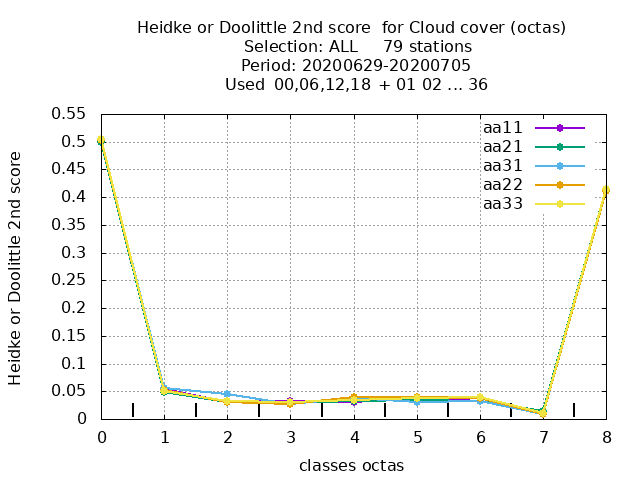 Heidke or Doolittle 2nd score  for Cloud cover (octas)
Selection: ALL     79 stations
Period: 20200629-20200705
Used  00,06,12,18 + 01 02 ... 36
Heidke or Doolittle 2nd score
0.55
0.5
0.45
0.4
0.35
0.3
0.25
0.2
0.15
0.1
0.05
0
aa11
aa21
aa31
aa22
aa33
0 1 2 3 4 5 6 7 8
classes octas